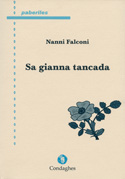 paberiles
Nanni Falconi
Sa gianna tancada
Condaghes